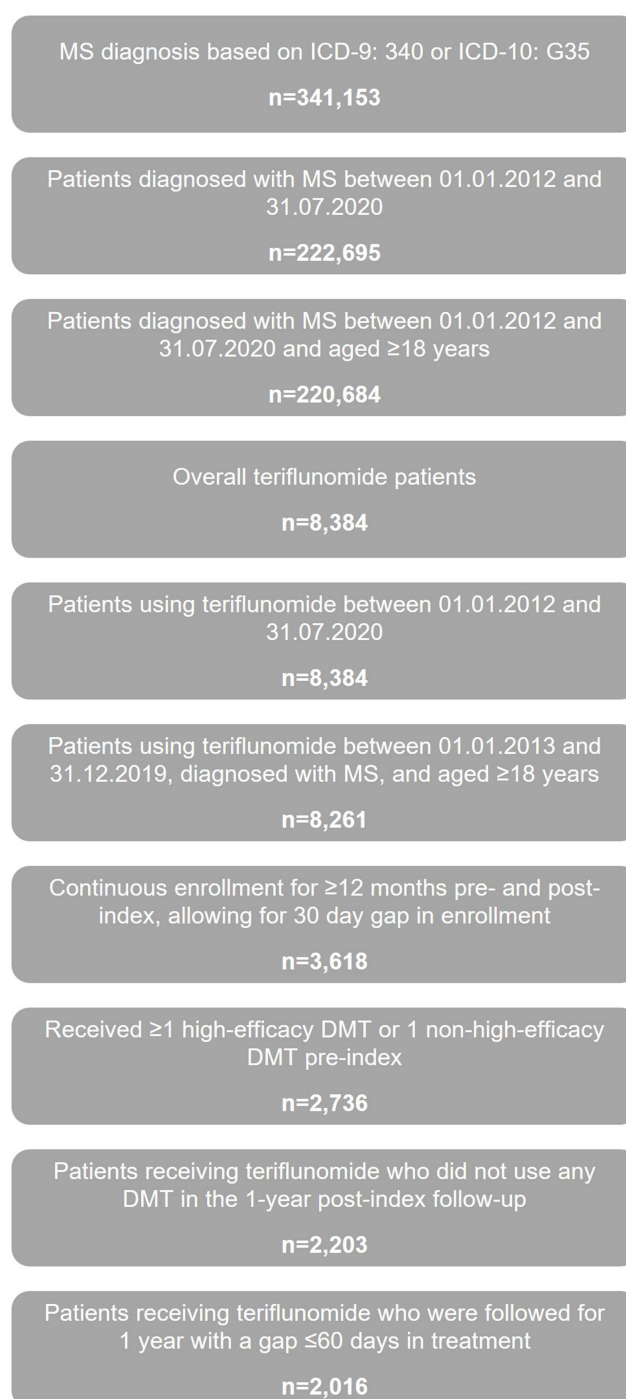 MS diagnosis based on ICD-9: 340 or ICD-10: G35
n=341,153
Patients diagnosed with MS between 01.01.2012 and
31.07.2020
n=222,695
Patients diagnosed with MS between 01.01.2012 and
31.07.2020 and aged ≥18 years
n=220,684
Overall teriflunomide patients
n=8,384
Patients using teriflunomide between 01.01.2012 and
31.07.2020
n=8,384
Patients using teriflunomide between 01.01.2013 and
31.12.2019, diagnosed with MS, and aged ≥18 years
n=8,261
Continuous enrollment for ≥12 months pre- and post-
index, allowing for 30 day gap in enrollment
n=3,618
Received ≥1 high-efficacy DMT or 1 non-high-efficacy
DMT pre-index
n=2,736
Patients receiving teriflunomide who did not use any
DMT in the 1-year post-index follow-up
n=2,203
Patients receiving teriflunomide who were followed for
1 year with a gap ≤60 days in treatment
n=2,016